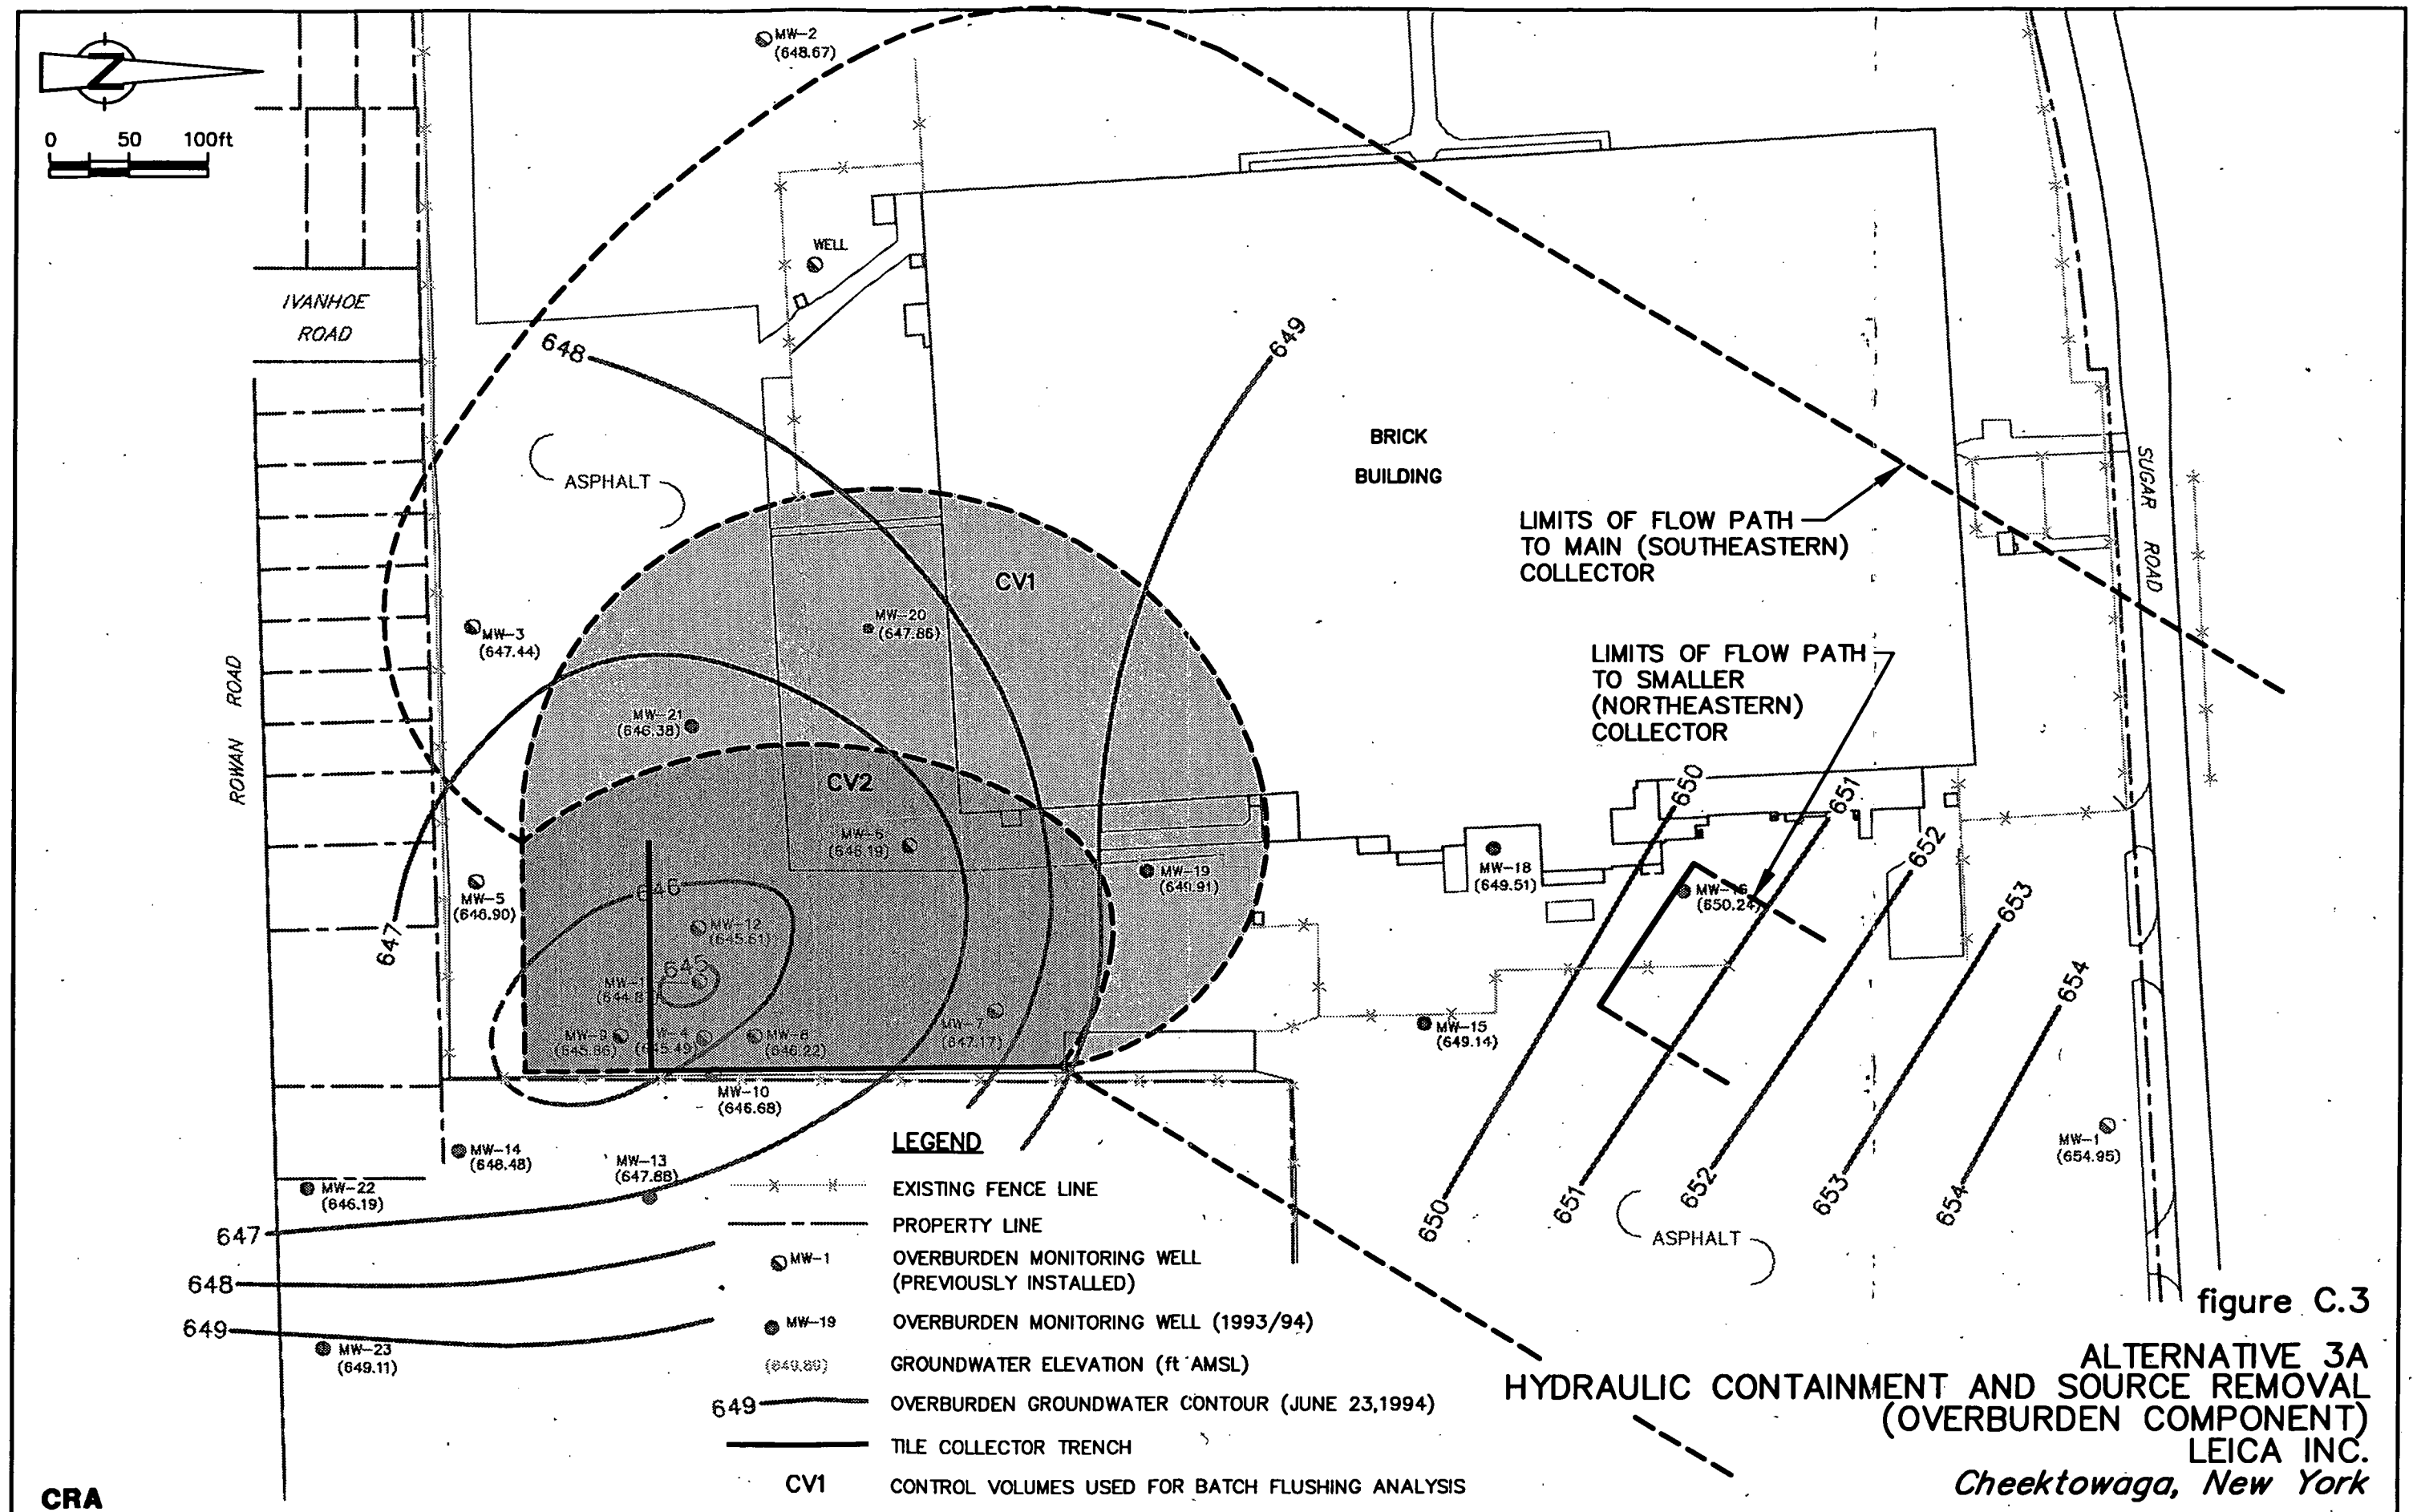 MW-2
(648.67)
N
0 50 100ft
IVANHOE
ROAD
WELL
648
649
ASPHALT
BRICK
BUILDING
LIMITS OF FLOW PATH
TO MAIN (SOUTHEASTERN)
COLLECTOR
SUGAR ROAD
CV1
MW-20
(647.86)
MW-3
(647.44)
LIMITS OF FLOW PATH
TO SMALLER
(NORTHEASTERN)
COLLECTOR
ROWAN ROAD
MW-21
(646.38)
CV2
650
651
652
653
654
MW-6
(646.19)
MW-19
(649.91)
MW-18
(649.51)
MW-16
(650.24)
MW-5
(646.90)
646
MW-12
(645.61)
647
645
MW-9
MW-4
(645.49)
MW-8
(646.22)
MW-7
(647.17)
MW-15
(649.14)
MW-10
(646.68)
MW-1
(654.95)
MW-14
(646.48)
MW-13
(647.88)
MW-22
(646.19)
647
648
649
MW-23
(649.11)
650
651
652
653
654
ASPHALT
LEGEND
EXISTING FENCE LINE
PROPERTY LINE
MW-1 OVERBURDEN MONITORING WELL
(PREVIOUSLY INSTALLED)
MW-19 OVERBURDEN MONITORING WELL (1993/94)
(649.89) GROUNDWATER ELEVATION (ft AMSL)
649 OVERBURDEN GROUNDWATER CONTOUR (JUNE 23,1994)
TILE COLLECTOR TRENCH
CV1 CONTROL VOLUMES USED FOR BATCH FLUSHING ANALYSIS
figure C.3
ALTERNATIVE 3A
HYDRAULIC CONTAINMENT AND SOURCE REMOVAL
(OVERBURDEN COMPONENT)
LEICA INC.
Cheektowaga, New York
CRA